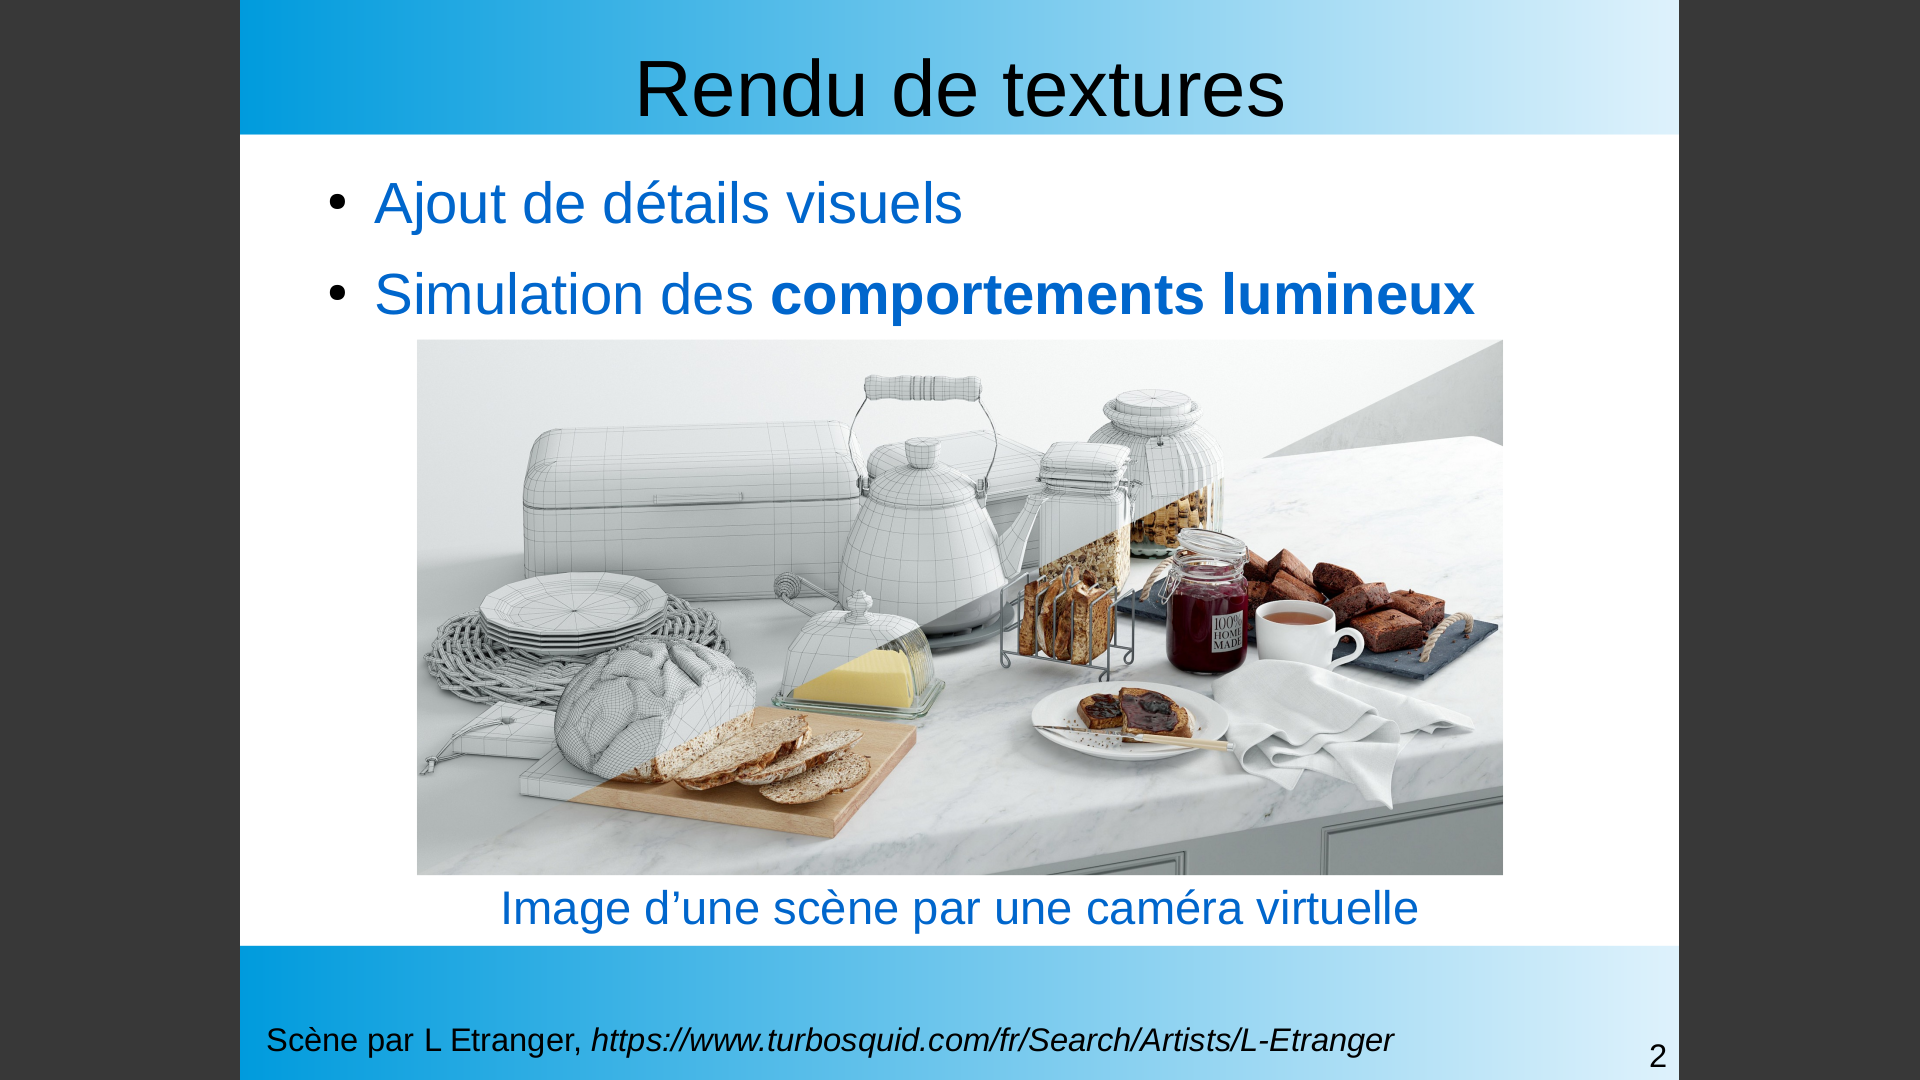 Rendu de textures
• Ajout de détails visuels
• Simulation des comportements lumineux
100%
HOME
MADE
Image d’une scène par une caméra virtuelle
Scène par L Etranger, https://www.turbosquid.com/fr/Search/Artists/L-Etranger
2